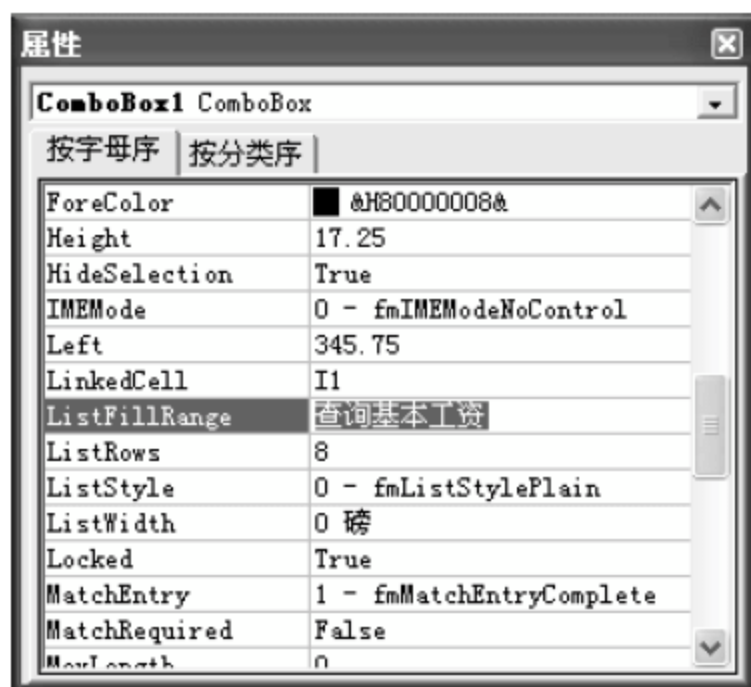 属性
ComboBox1 ComboBox
按字母序 按分类序
ForeColor &H80000008&
Height 17.25
HideSelection True
IMEMode 0 - fmIMEModeNoControl
Left 345.75
LinkedCell I1
ListFillRange 查询基本工资
ListRows 8
ListStyle 0 - fmListStylePlain
ListWidth 0 磅
Locked True
MatchEntry 1 - fmMatchEntryComplete
MatchRequired False
MaxLength 0